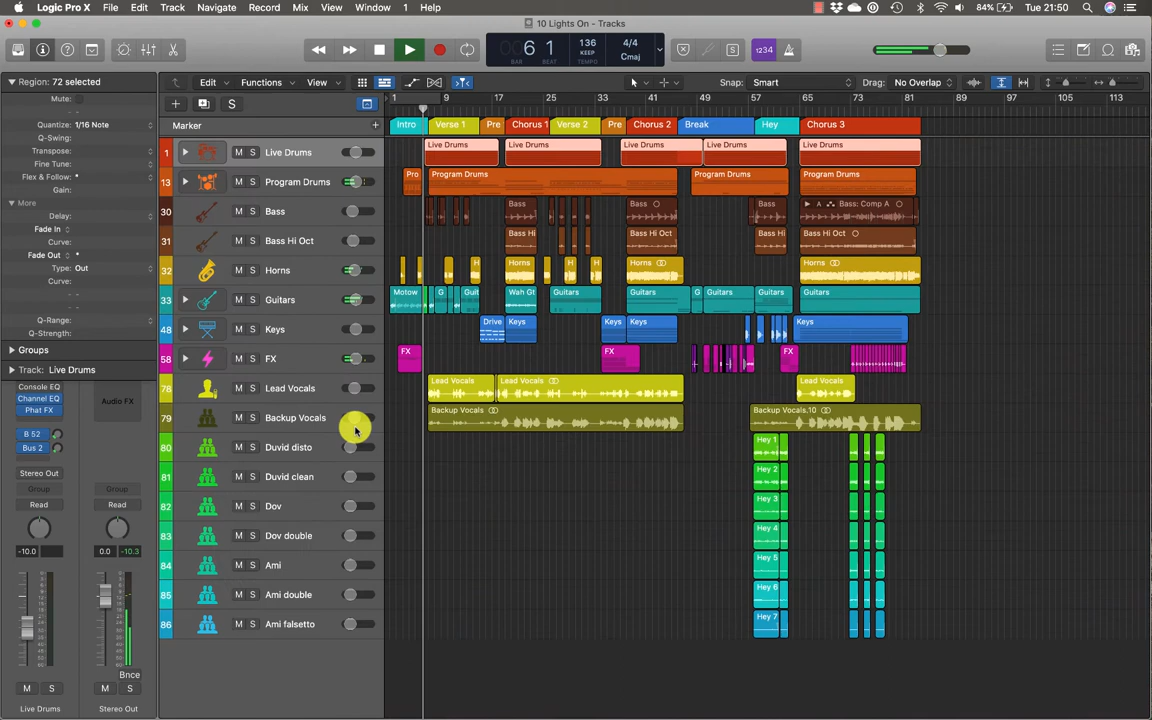 Logic Pro X File Edit Track Navigate Record Mix View Window 1 Help 84% Tue 21:50
10 Lights On - Tracks
6 1 136 4/4
BAR BEAT KEEP TEMPO Cmaj
S 1234
Region: 72 selected
Edit Functions View Snap: Smart Drag: No Overlap
Mute:
Quantize: 1/16 Note
Q-Swing:
Transpose:
Fine Tune:
Flex & Follow:
Gain:
More
Delay:
Fade In
Curve:
Fade Out
Type: Out
Curve:
Q-Range:
Q-Strength:
Groups
Track: Live Drums
Console EQ
Channel EQ
Phat FX
Audio FX
B 52
Bus 2
Stereo Out
Group Group
Read Read
-10.0 0.0 -10.3
Bnce
M S M S
Live Drums Stereo Out
S
1 9 17 25 33 41 49 57 65 73 81 89 97 105 113
Marker
Intro Verse 1 Pre Chorus 1 Verse 2 Pre Chorus 2 Break Hey Chorus 3
1 M S Live Drums
Live Drums Live Drums Live Drums Live Drums Live Drums
13 Program Drums M S
Pro Program Drums Program Drums Program Drums
30 M S Bass
Bass Bass Bass Bass: Comp A
31 M S Bass Hi Oct
Bass Hi Bass Hi Oct Bass Hi Bass Hi Oct
32 M S Horns
H Horns H H Horns Horns
33 M S Guitars
Motow G G Guit Wah Gt Guitars Guitars G Guitars Guitars Guitars
48 M S Keys
Drive Keys Keys Keys Keys
58 M S FX
FX FX FX
78 M S Lead Vocals
Lead Vocals Lead Vocals Lead Vocals
79 M S Backup Vocals
Backup Vocals Backup Vocals.10
80 M S Duvid disto
Hey 1
81 M S Duvid clean
Hey 2
82 M S Dov
Hey 3
83 M S Dov double
Hey 4
84 M S Ami
Hey 5
85 M S Ami double
Hey 6
86 M S Ami falsetto
Hey 7